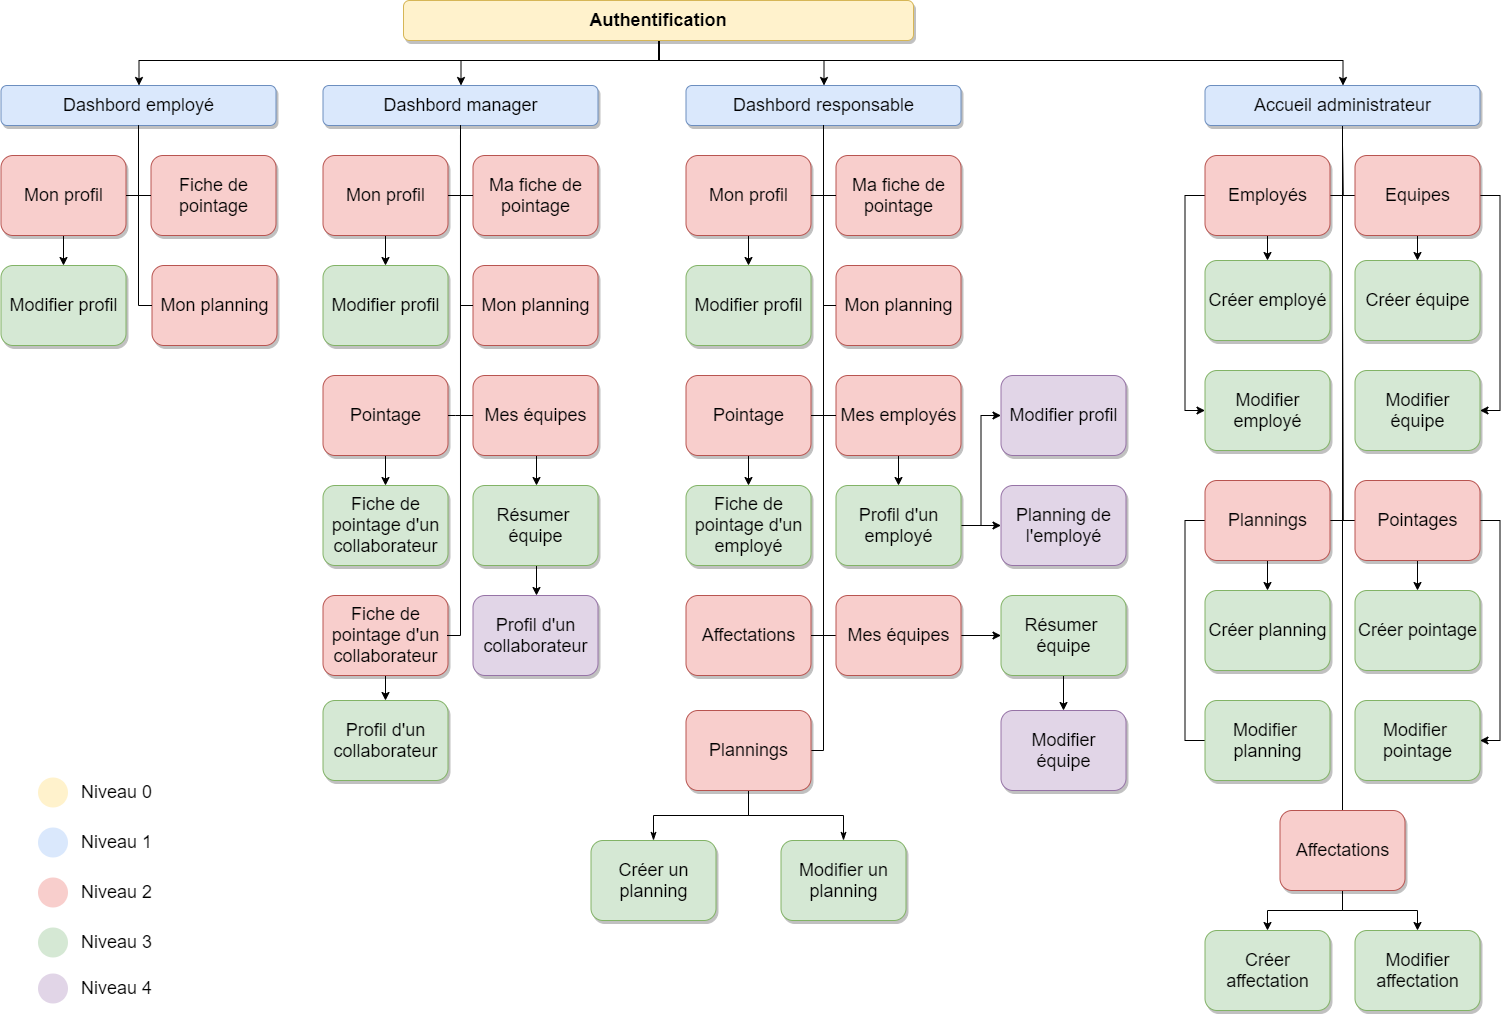 Authentification
Dashbord employé
Dashbord manager
Dashbord responsable
Accueil administrateur
Mon profil
Fiche de
pointage
Modifier profil
Mon planning
Mon profil
Ma fiche de
pointage
Modifier profil
Mon planning
Pointage
Mes équipes
Fiche de
pointage d'un
collaborateur
Résumer
équipe
Fiche de
pointage d'un
collaborateur
Profil d'un
collaborateur
Profil d'un
collaborateur
Mon profil
Ma fiche de
pointage
Modifier profil
Mon planning
Pointage
Mes employés
Modifier profil
Fiche de
pointage d'un
employé
Profil d'un
employé
Planning de
l'employé
Affectations
Mes équipes
Résumer
équipe
Plannings
Modifier
équipe
Créer un
planning
Modifier un
planning
Employés
Equipes
Créer employé
Créer équipe
Modifier
employé
Modifier
équipe
Plannings
Pointages
Créer planning
Créer pointage
Modifier
planning
Modifier
pointage
Affectations
Créer
affectation
Modifier
affectation
Niveau 0
Niveau 1
Niveau 2
Niveau 3
Niveau 4